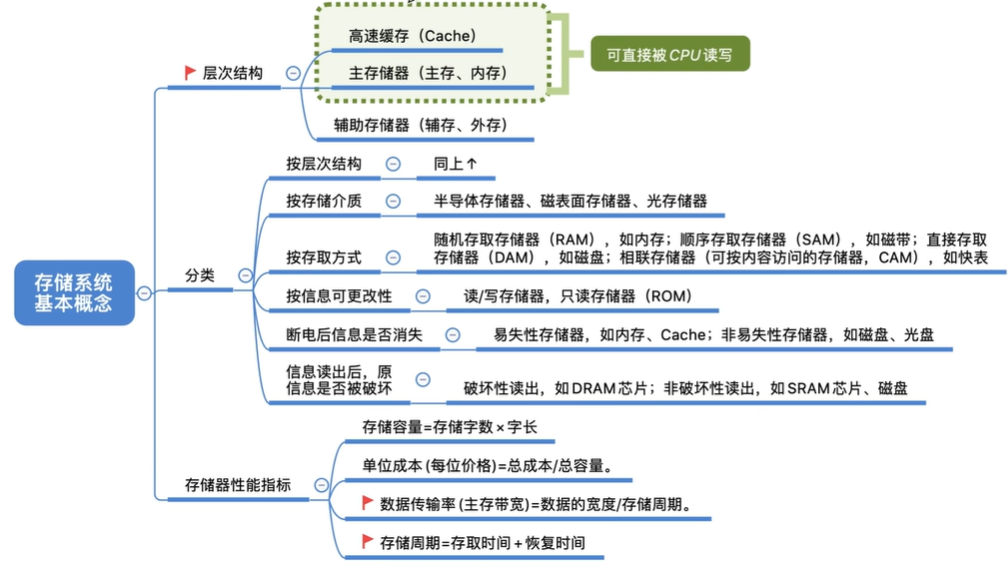 高速缓存（Cache）
可直接被CPU读写
层次结构
主存储器（主存、内存）
辅助存储器（辅存、外存）
按层次结构
同上↑
按存储介质
半导体存储器、磁表面存储器、光存储器
随机存取存储器（RAM），如内存；顺序存取存储器（SAM），如磁带；直接存取
按存取方式
存储器（DAM），如磁盘；相联存储器（可按内容访问的存储器，CAM），如快表
分类
存储系统
基本概念
按信息可更改性
读/写存储器，只读存储器（ROM）
断电后信息是否消失
易失性存储器，如内存、Cache；非易失性存储器，如磁盘、光盘
信息读出后，原
信息是否被破坏
破坏性读出，如DRAM芯片；非破坏性读出，如SRAM芯片、磁盘
存储容量=存储字数×字长
单位成本(每位价格)=总成本/总容量。
存储器性能指标
数据传输率(主存带宽)=数据的宽度/存储周期。
存储周期=存取时间+恢复时间